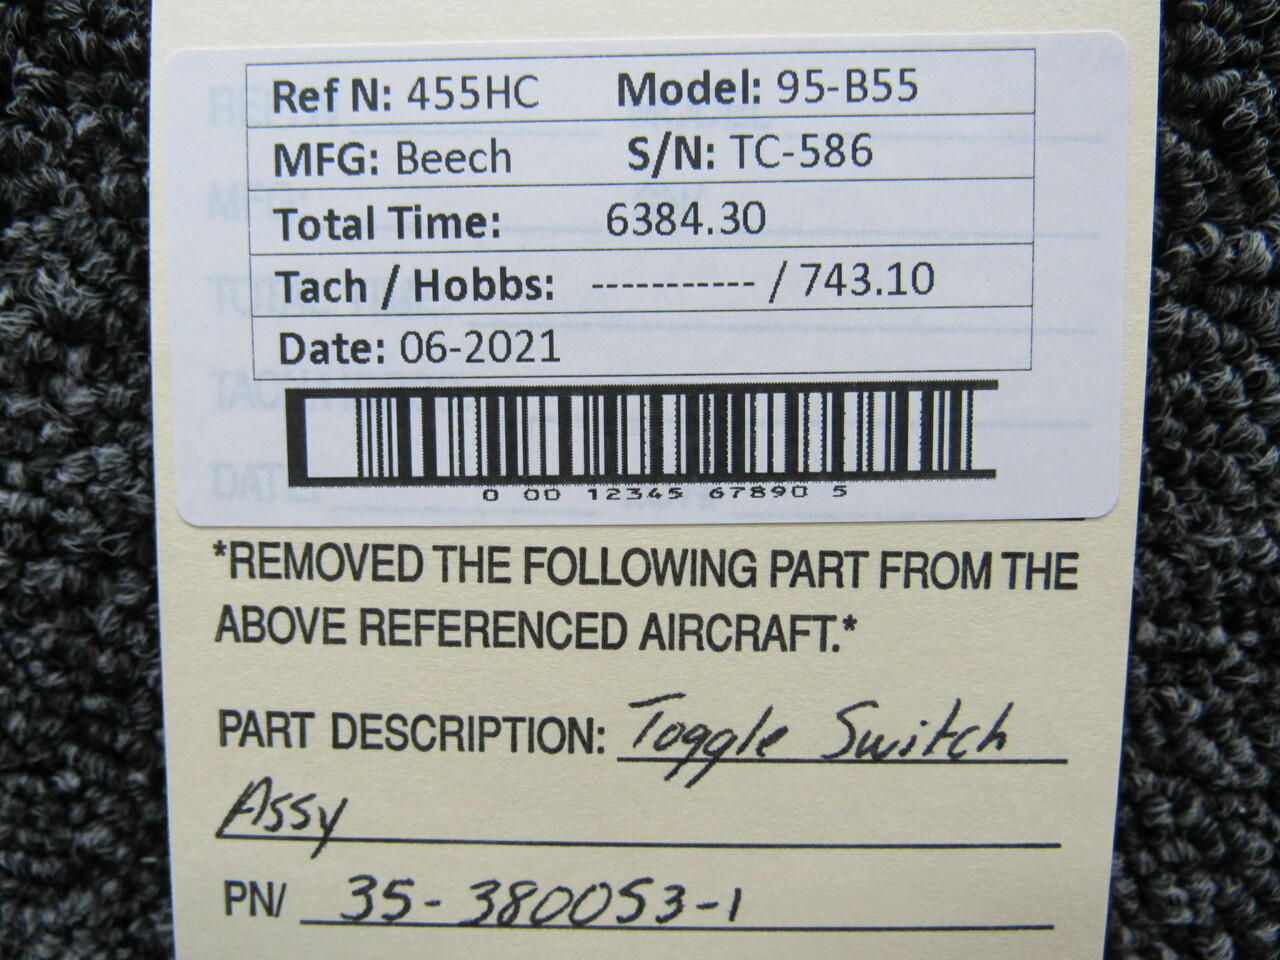 Ref N: 455HC Model: 95-B55
MFG: Beech S/N: TC-586
Total Time: 6384.30
Tach / Hobbs: ----------- / 743.10
Date: 06-2021
0 00 12345 67890 5
*REMOVED THE FOLLOWING PART FROM THE
ABOVE REFERENCED AIRCRAFT.*
PART DESCRIPTION: Toggle Switch
Assy
PN/ 35-380053-1